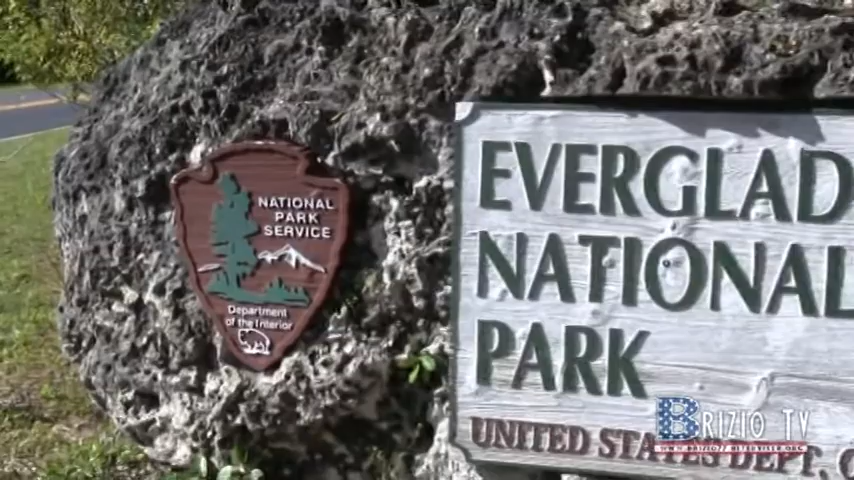 NATIONAL
PARK
SERVICE
Department
of the Interior
EVERGLAD
NATIONAL
PARK
UNITED STATES DEPT.
BRIZIO TV